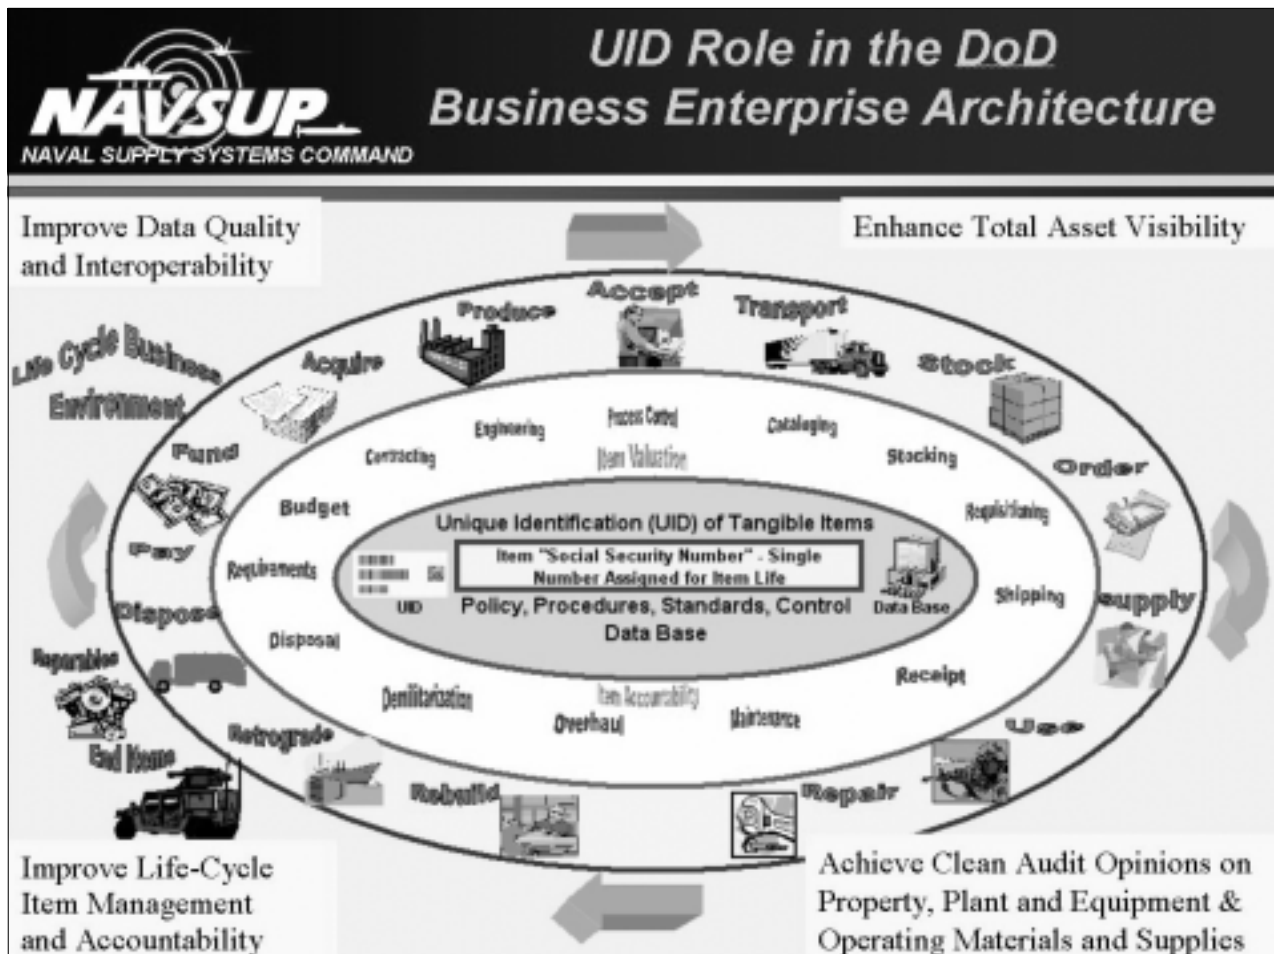 UID Role in the DoD
Business Enterprise Architecture
NAVSUP
NAVAL SUPPLY SYSTEMS COMMAND
Improve Data Quality
and Interoperability
Enhance Total Asset Visibility
Life Cycle Business
Environment
Fund
Acquire
Produce
Accept
Transport
Stock
Order
Supply
Use
Repair
Rebuild
Retrograde
Dispose
Pay
Reparables
End Items
Budget
Contracting
Engineering
Process Control
Cataloging
Stocking
Requisitioning
Shipping
Receipt
Maintenance
Overhaul
Demilitarization
Disposal
Requirements
Item Valuation
Item Accountability
Unique Identification (UID) of Tangible Items
Item "Social Security Number" - Single
Number Assigned for Item Life
UID
Policy, Procedures, Standards, Control
Data Base
Data Base
Improve Life-Cycle
Item Management
and Accountability
Achieve Clean Audit Opinions on
Property, Plant and Equipment &
Operating Materials and Supplies